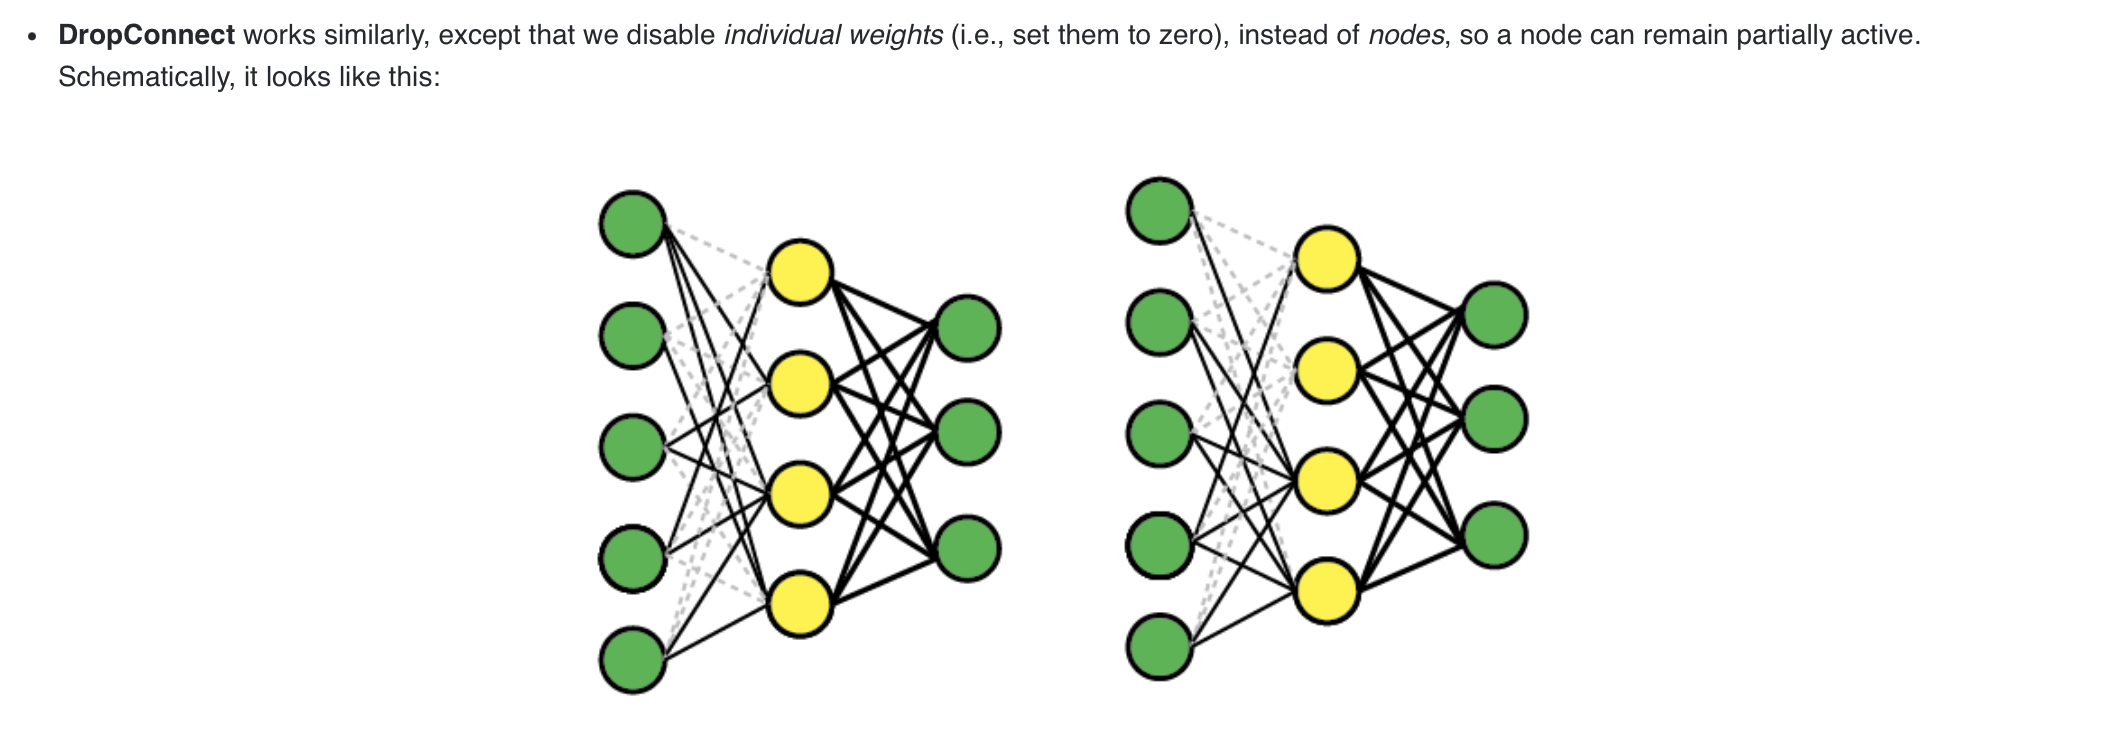 • DropConnect works similarly, except that we disable individual weights (i.e., set them to zero), instead of nodes, so a node can remain partially active.
Schematically, it looks like this: